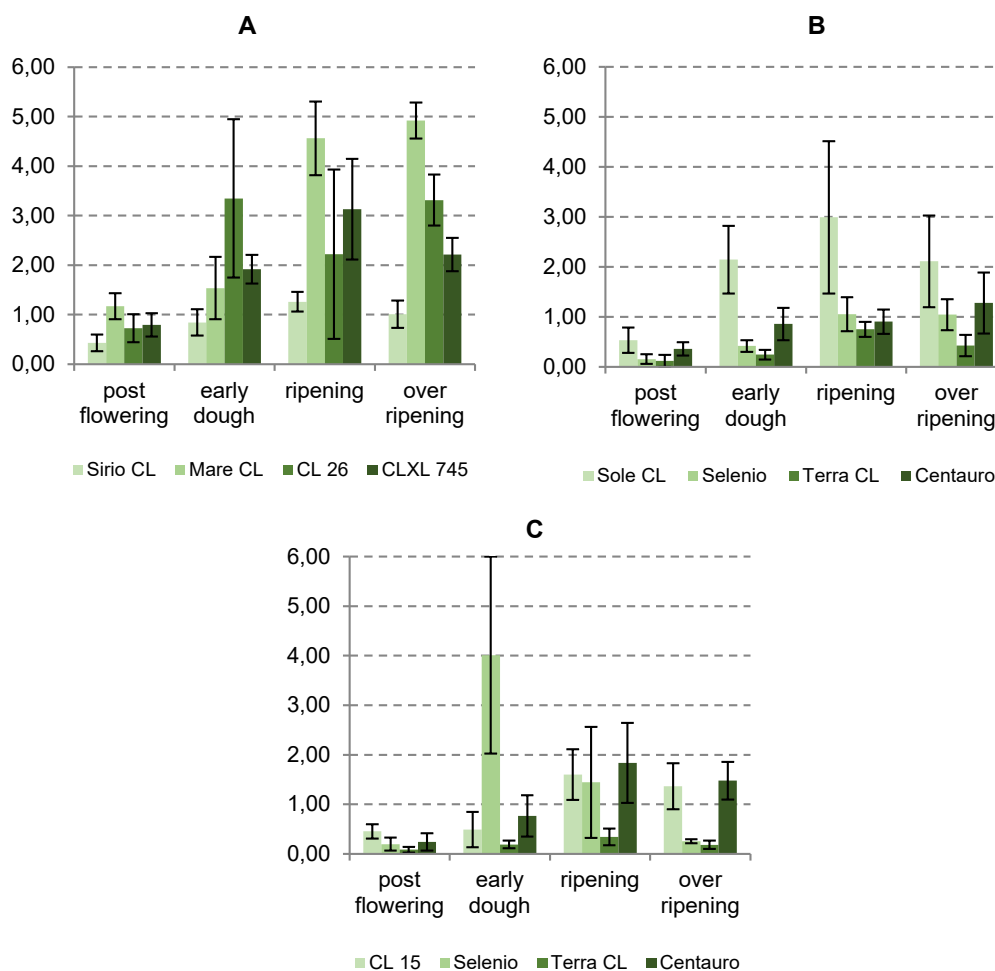 A
6,00
5,00
4,00
3,00
2,00
1,00
0,00
post flowering
early dough
ripening
over ripening
Sirio CL
Mare CL
CL 26
CLXL 745
B
6,00
5,00
4,00
3,00
2,00
1,00
0,00
post flowering
early dough
ripening
over ripening
Sole CL
Selenio
Terra CL
Centauro
C
6,00
5,00
4,00
3,00
2,00
1,00
0,00
post flowering
early dough
ripening
over ripening
CL 15
Selenio
Terra CL
Centauro